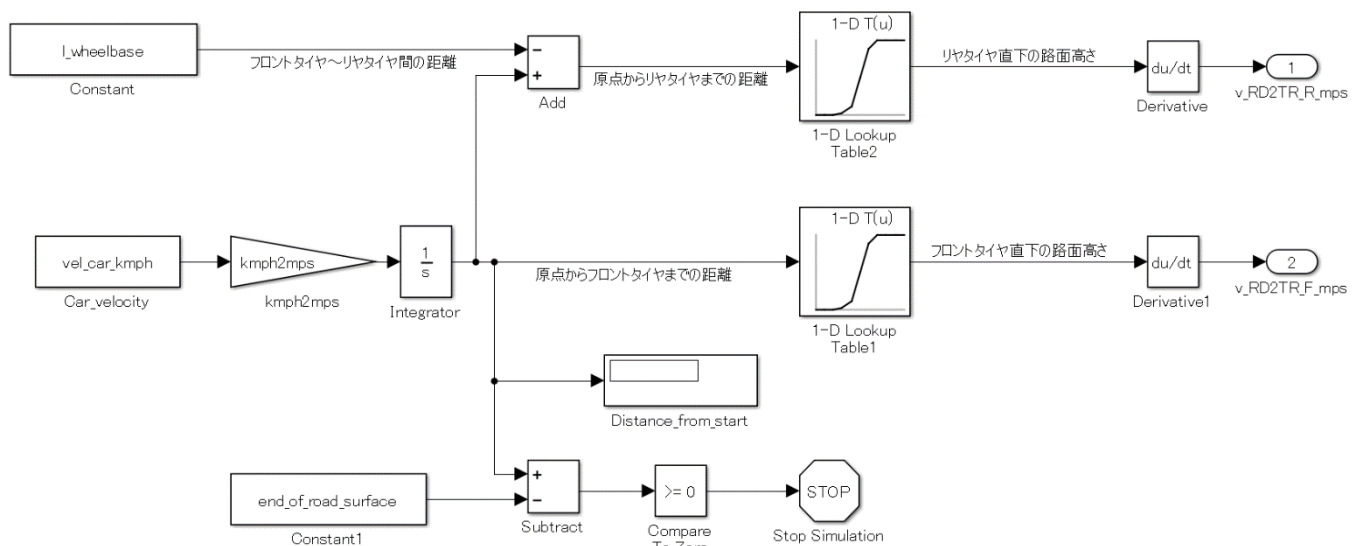 l_wheelbase
Constant
フロントタイヤ～リヤタイヤ間の距離
−
+
Add
原点からリヤタイヤまでの距離
1-D T(u)
1-D Lookup
Table2
リヤタイヤ直下の路面高さ
du/dt
Derivative
1
v_RD2TR_R_mps
vel_car_kmph
Car_velocity
kmph2mps
kmph2mps
1
s
Integrator
原点からフロントタイヤまでの距離
1-D T(u)
1-D Lookup
Table1
フロントタイヤ直下の路面高さ
du/dt
Derivative1
2
v_RD2TR_F_mps
Distance_from_start
end_of_road_surface
Constant1
+
−
Subtract
>= 0
Compare
To Zero
STOP
Stop Simulation